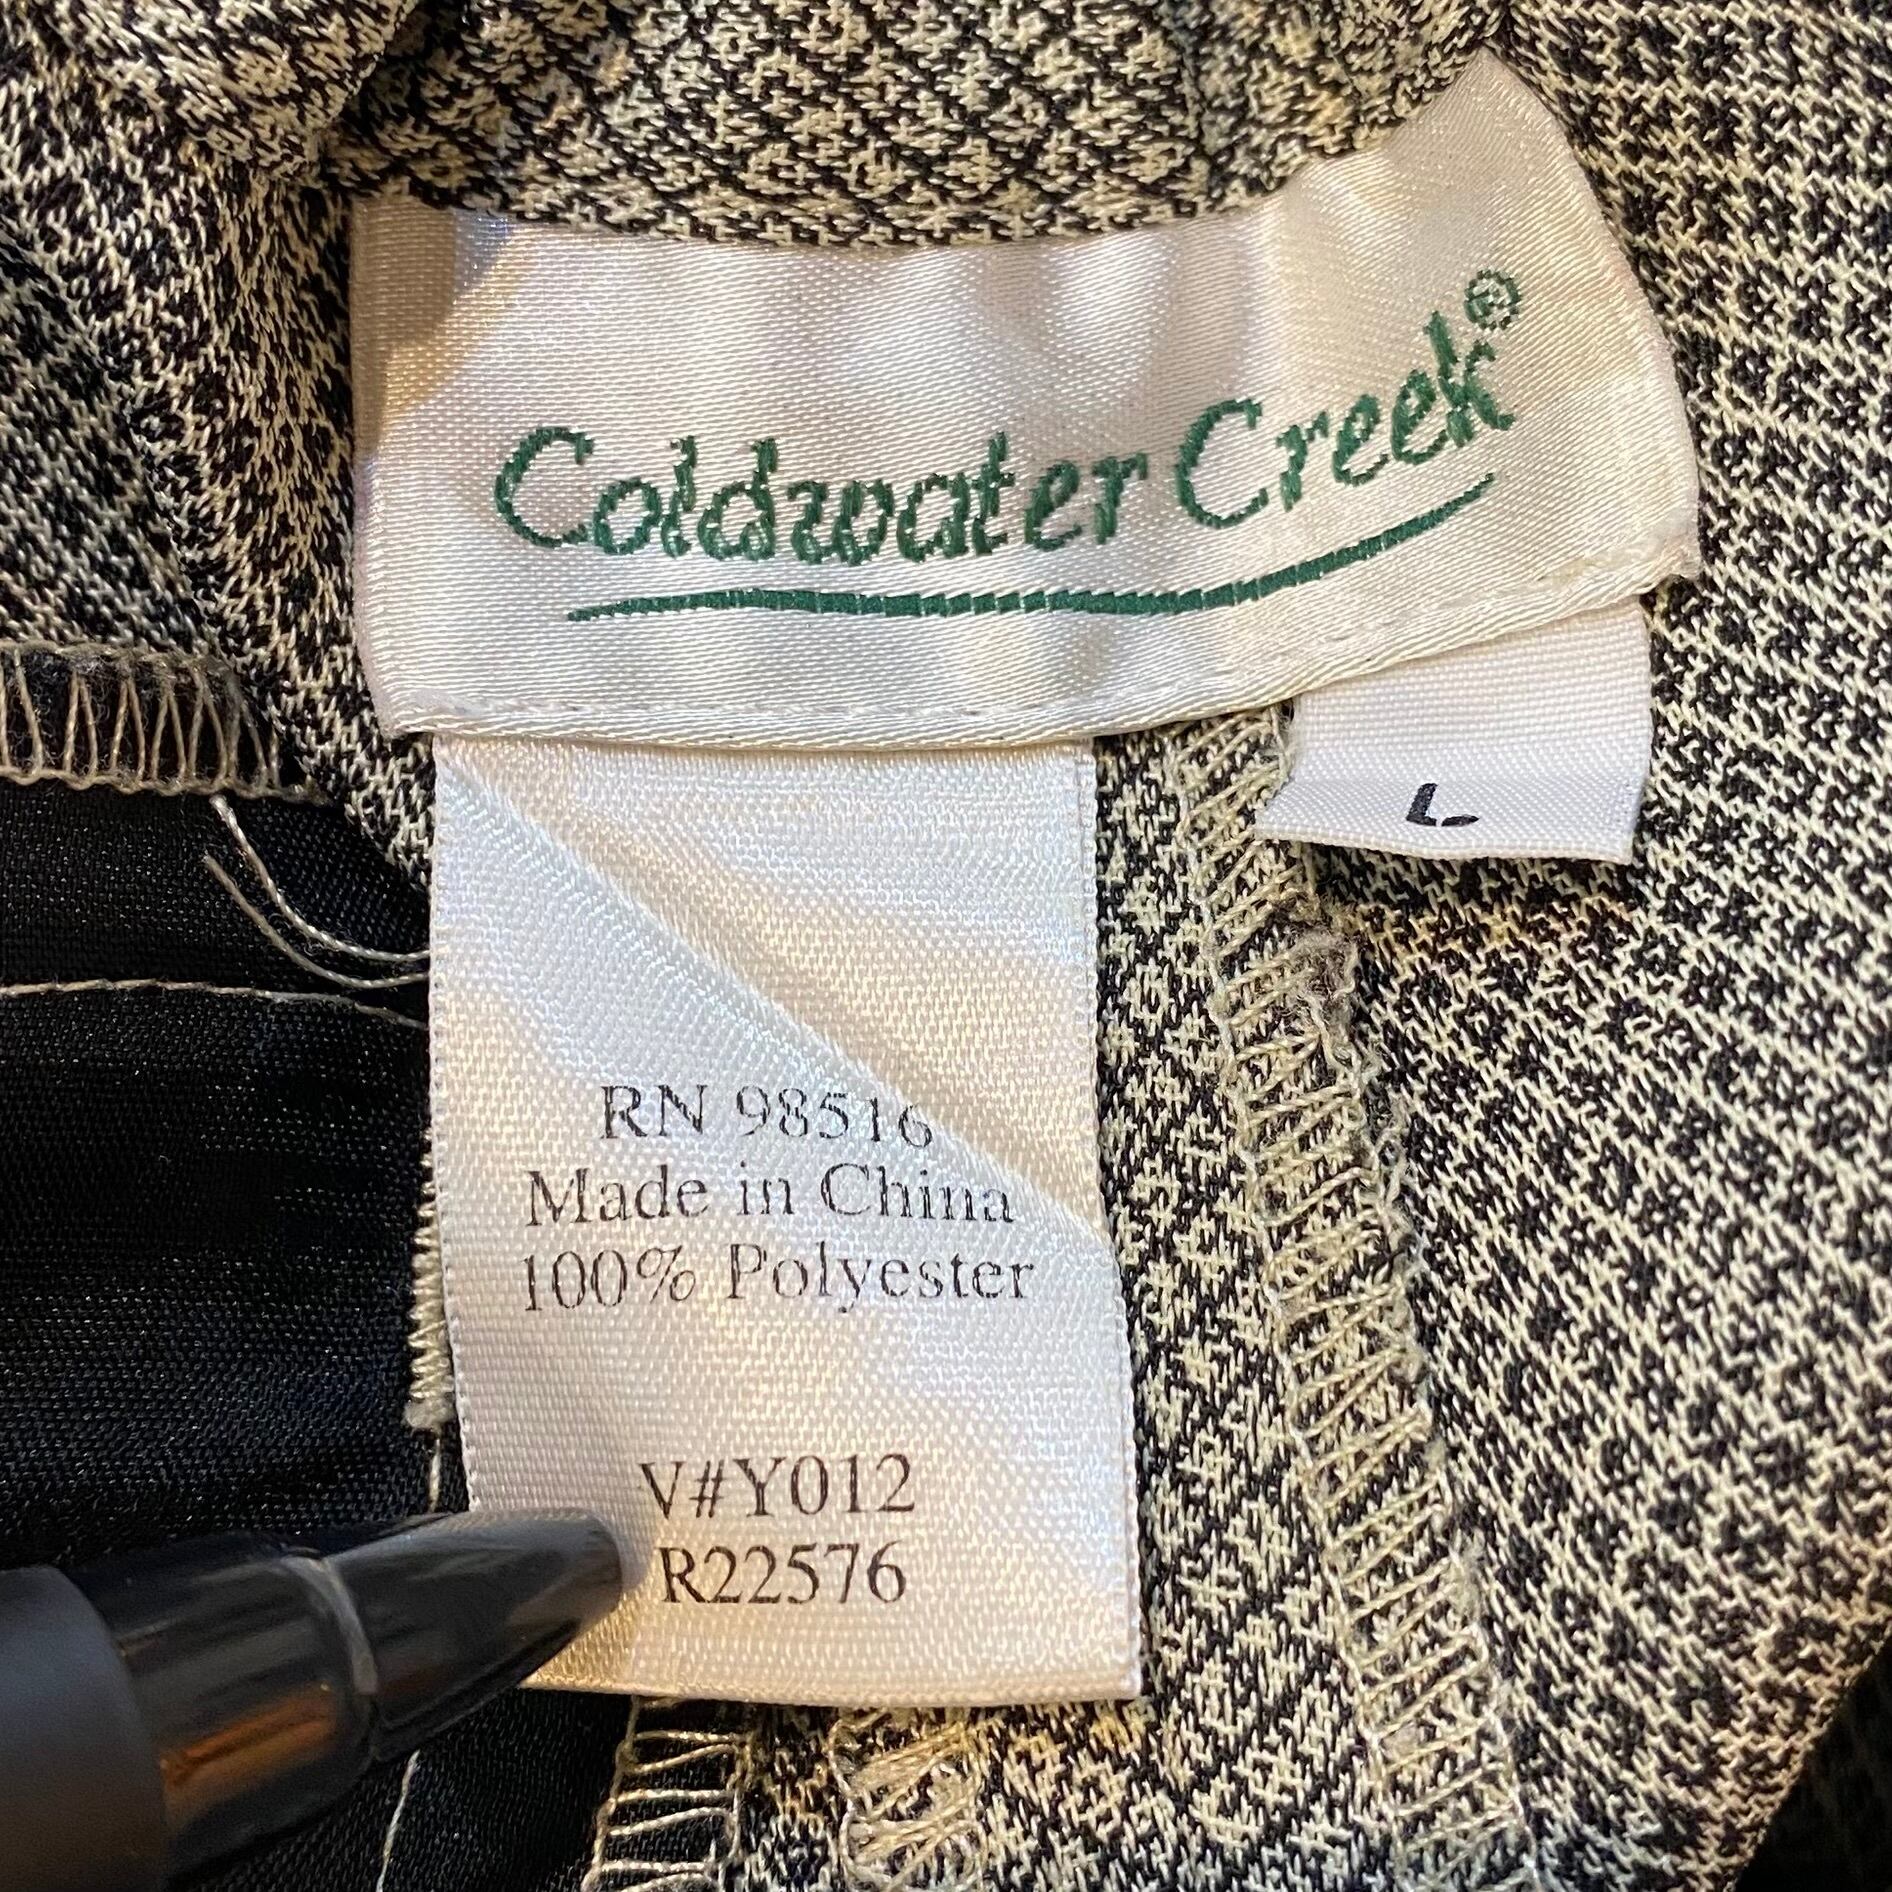 Coldwater Creek®
L
RN 98516
Made in China
100% Polyester
V#Y012
R22576